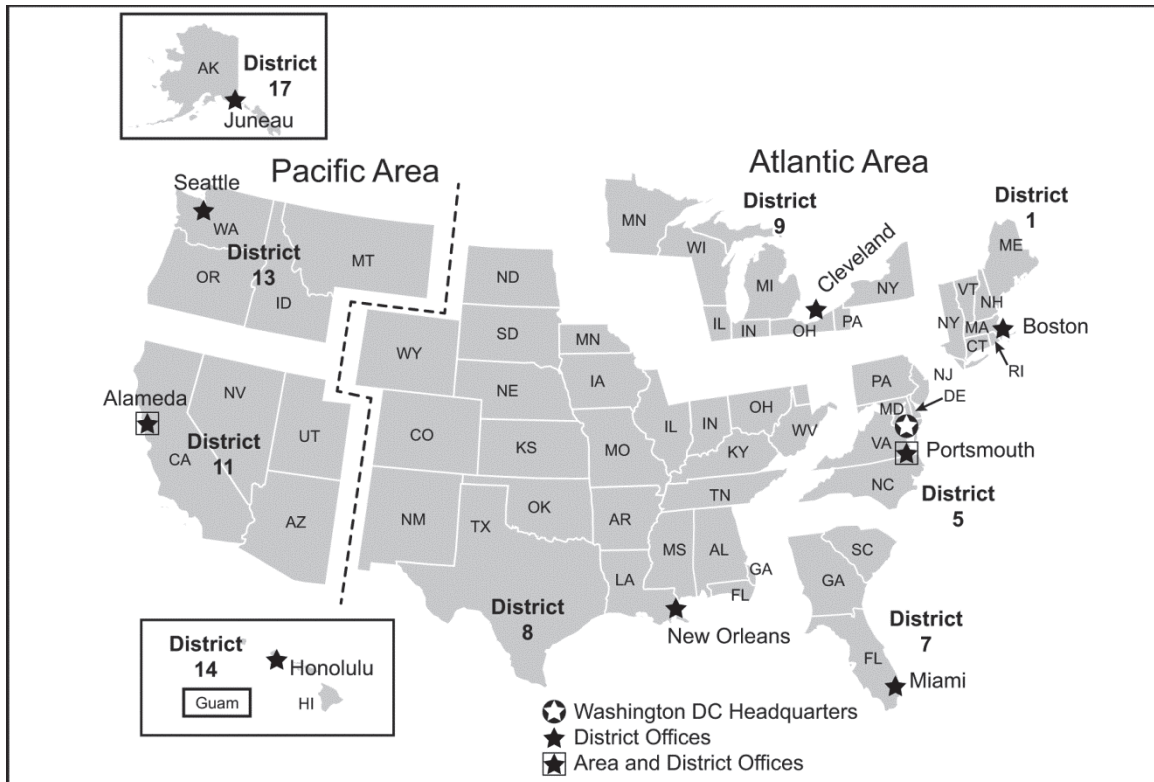 AK
District
17
Juneau
Pacific Area
Atlantic Area
Seattle
WA
District
13
OR
ID
MT
MN
WI
District
9
MI
Cleveland
NY
IL
IN
OH
PA
District
1
ME
VT
NH
NY
MA
CT
Boston
RI
ND
SD
MN
WY
NE
IA
CO
KS
MO
IL
IN
OH
WV
KY
NM
TX
OK
AR
TN
LA
MS
AL
GA
FL
District
8
New Orleans
Alameda
NV
UT
CA
District
11
AZ
NJ
PA
DE
MD
VA
Portsmouth
NC
District
5
SC
GA
District
7
FL
Miami
District
14
Honolulu
Guam
HI
Washington DC Headquarters
District Offices
Area and District Offices